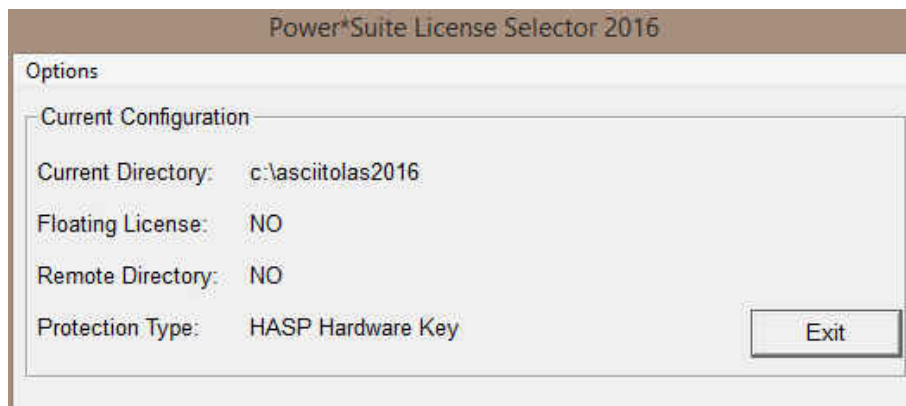 Power*Suite License Selector 2016
Options
Current Configuration
Current Directory: c:\asciitolas2016
Floating License: NO
Remote Directory: NO
Protection Type: HASP Hardware Key
Exit